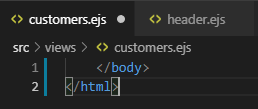 <> customers.ejs ● <> header.ejs
src > views > <> customers.ejs
1 </body>
2 </html>